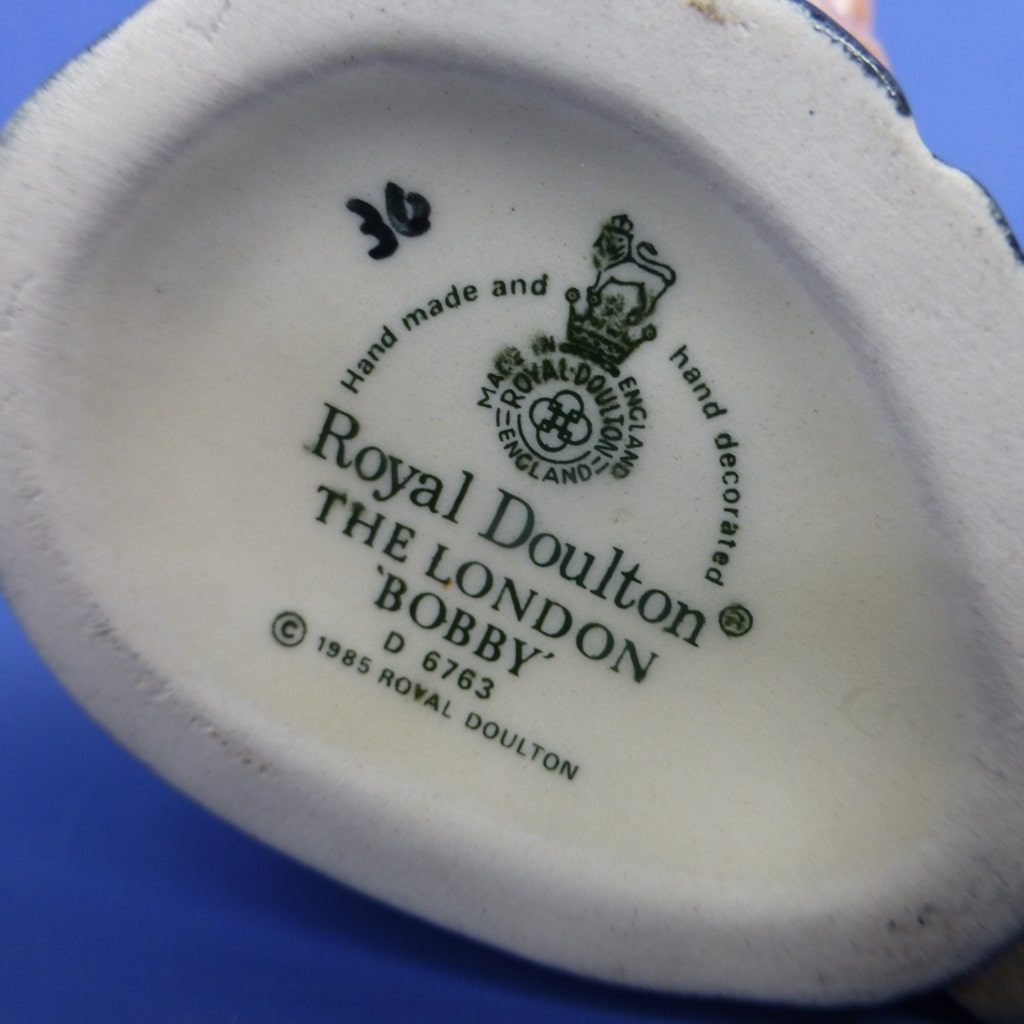 36
Hand made and hand decorated
MADE IN ENGLAND
ROYAL·DOULTON
ENGLAND
Royal Doulton®
THE LONDON
'BOBBY'
D 6763
© 1985 ROYAL DOULTON